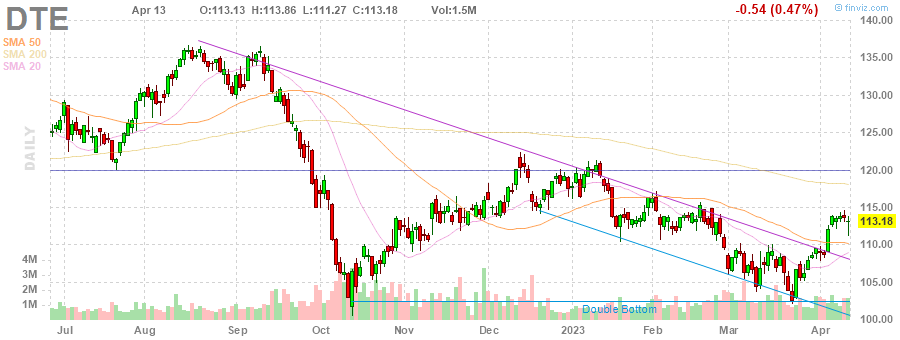 DTE
Apr 13 O:113.13 H:113.86 L:111.27 C:113.18 Vol:1.5M -0.54 (0.47%)
© finviz.com
SMA 50
SMA 200
SMA 20
DAILY
140.00
135.00
130.00
125.00
120.00
115.00
113.18
110.00
105.00
100.00
4M
3M
2M
1M
Double Bottom
Jul Aug Sep Oct Nov Dec 2023 Feb Mar Apr